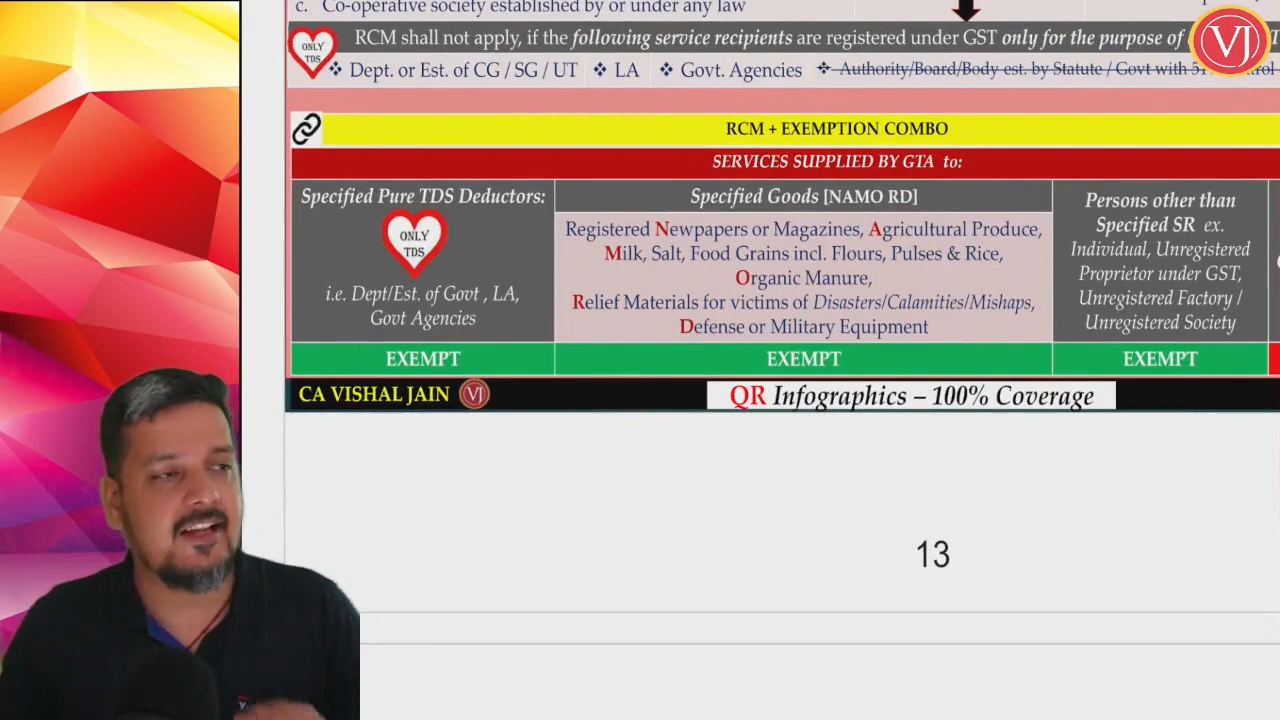 c. Co-operative society established by or under any law
VJ
ONLY
TDS
RCM shall not apply, if the following service recipients are registered under GST only for the purpose of
Dept. or Est. of CG / SG / UT LA Govt. Agencies Authority/Board/Body est. by Statute / Govt with
RCM + EXEMPTION COMBO
SERVICES SUPPLIED BY GTA to:
Specified Pure TDS Deductors:
ONLY
TDS
i.e. Dept/Est. of Govt , LA,
Govt Agencies
EXEMPT
Specified Goods [NAMO RD]
Registered Newpapers or Magazines, Agricultural Produce,
Milk, Salt, Food Grains incl. Flours, Pulses & Rice,
Organic Manure,
Relief Materials for victims of Disasters/Calamities/Mishaps,
Defense or Military Equipment
EXEMPT
Persons other than
Specified SR ex.
Individual, Unregistered
Proprietor under GST,
Unregistered Factory /
Unregistered Society
EXEMPT
CA VISHAL JAIN VJ
QR Infographics – 100% Coverage
13